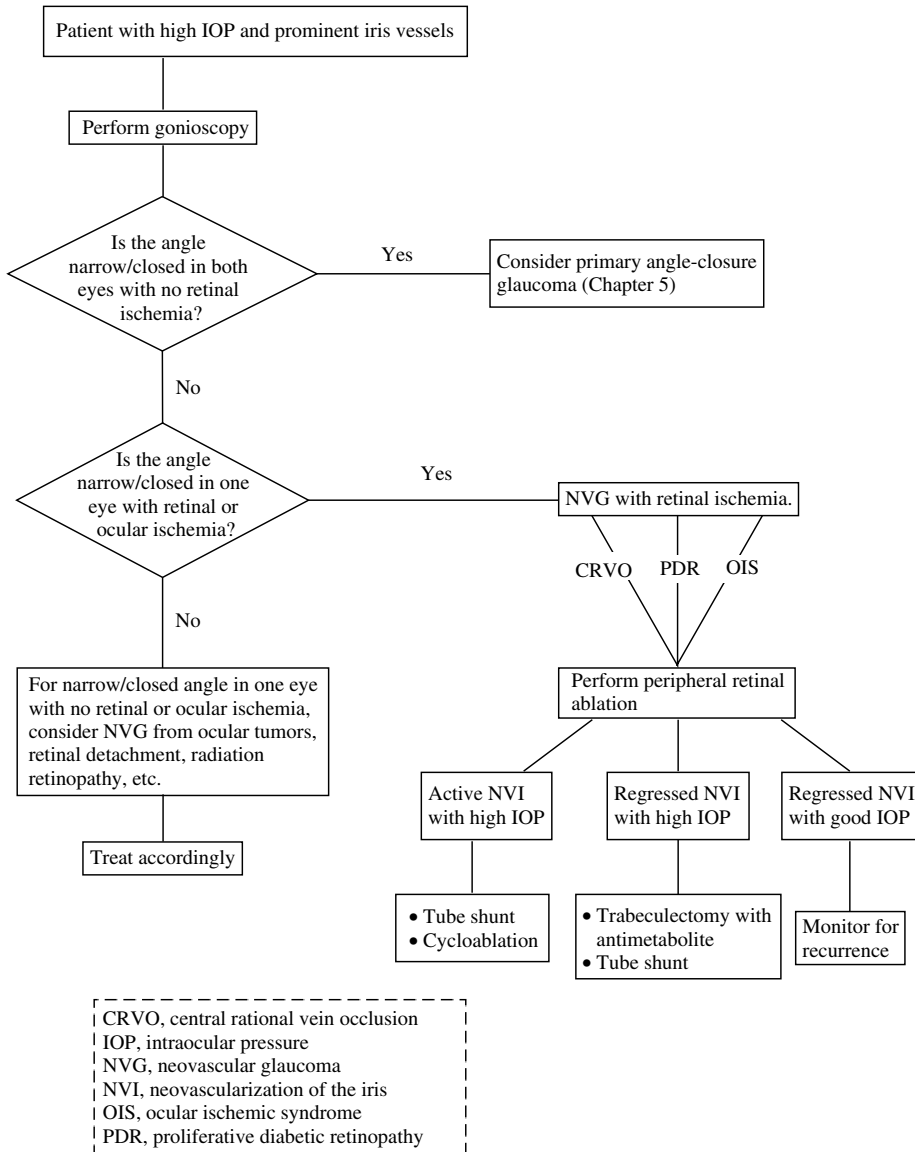 Patient with high IOP and prominent iris vessels
Perform gonioscopy
Is the angle
narrow/closed in both
eyes with no retinal
ischemia?
Yes
Consider primary angle-closure
glaucoma (Chapter 5)
No
Is the angle
narrow/closed in one
eye with retinal or
ocular ischemia?
Yes
NVG with retinal ischemia.
CRVO
PDR
OIS
No
For narrow/closed angle in one eye
with no retinal or ocular ischemia,
consider NVG from ocular tumors,
retinal detachment, radiation
retinopathy, etc.
Treat accordingly
Perform peripheral retinal
ablation
Active NVI
with high IOP
Regressed NVI
with high IOP
Regressed NVI
with good IOP
• Tube shunt
• Cycloablation
• Trabeculectomy with
antimetabolite
• Tube shunt
Monitor for
recurrence
CRVO, central rational vein occlusion
IOP, intraocular pressure
NVG, neovascular glaucoma
NVI, neovascularization of the iris
OIS, ocular ischemic syndrome
PDR, proliferative diabetic retinopathy